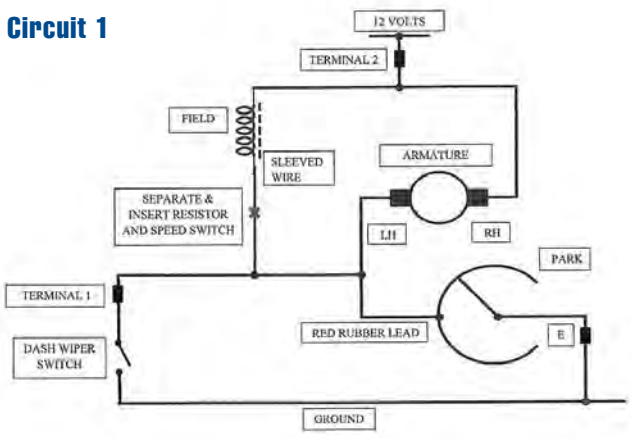 Circuit 1
12 VOLTS
TERMINAL 2
FIELD
SLEEVED
WIRE
ARMATURE
SEPARATE &
INSERT RESISTOR
AND SPEED SWITCH
LH
RH
PARK
TERMINAL 1
RED RUBBER LEAD
E
DASH WIPER
SWITCH
GROUND